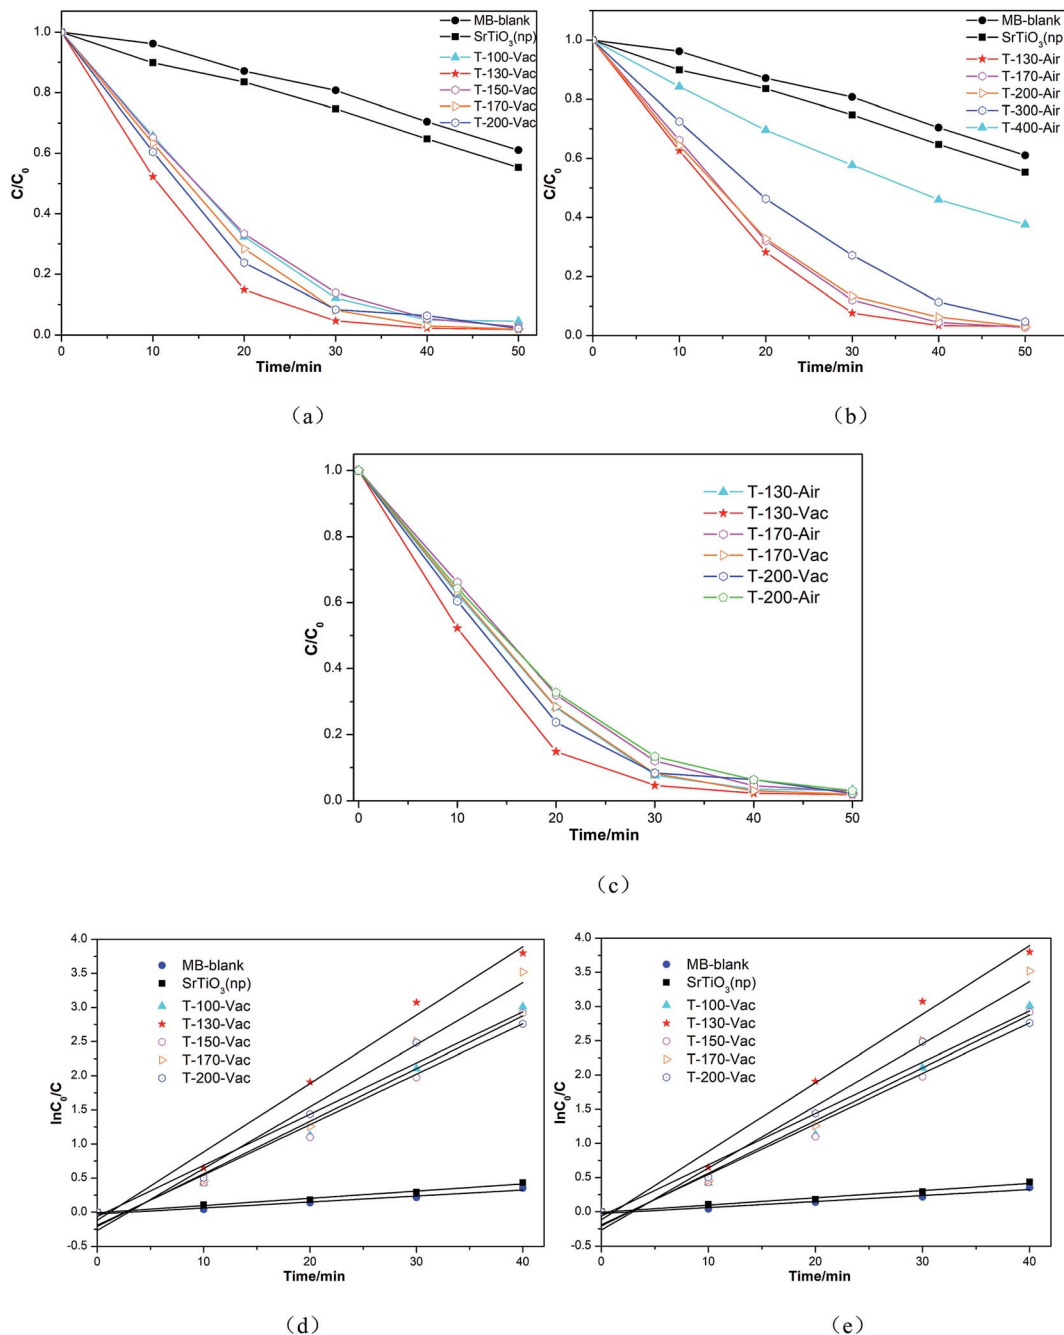 1.0
0.8
0.6
0.4
0.2
0.0
C/C₀
0 10 20 30 40 50
Time/min
MB-blank
SrTiO₃(np)
T-100-Vac
T-130-Vac
T-150-Vac
T-170-Vac
T-200-Vac
(a)
1.0
0.8
0.6
0.4
0.2
0.0
C/C₀
0 10 20 30 40 50
Time/min
MB-blank
SrTiO₃(np)
T-130-Air
T-170-Air
T-200-Air
T-300-Air
T-400-Air
(b)
1.0
0.8
0.6
0.4
0.2
0.0
C/C₀
0 10 20 30 40 50
Time/min
T-130-Air
T-130-Vac
T-170-Air
T-170-Vac
T-200-Vac
T-200-Air
(c)
4.0
3.5
3.0
2.5
2.0
1.5
1.0
0.5
0.0
-0.5
lnC₀/C
0 10 20 30 40
Time/min
MB-blank
SrTiO₃(np)
T-100-Vac
T-130-Vac
T-150-Vac
T-170-Vac
T-200-Vac
(d)
4.0
3.5
3.0
2.5
2.0
1.5
1.0
0.5
0.0
-0.5
lnC₀/C
0 10 20 30 40
Time/min
MB-blank
SrTiO₃(np)
T-100-Vac
T-130-Vac
T-150-Vac
T-170-Vac
T-200-Vac
(e)